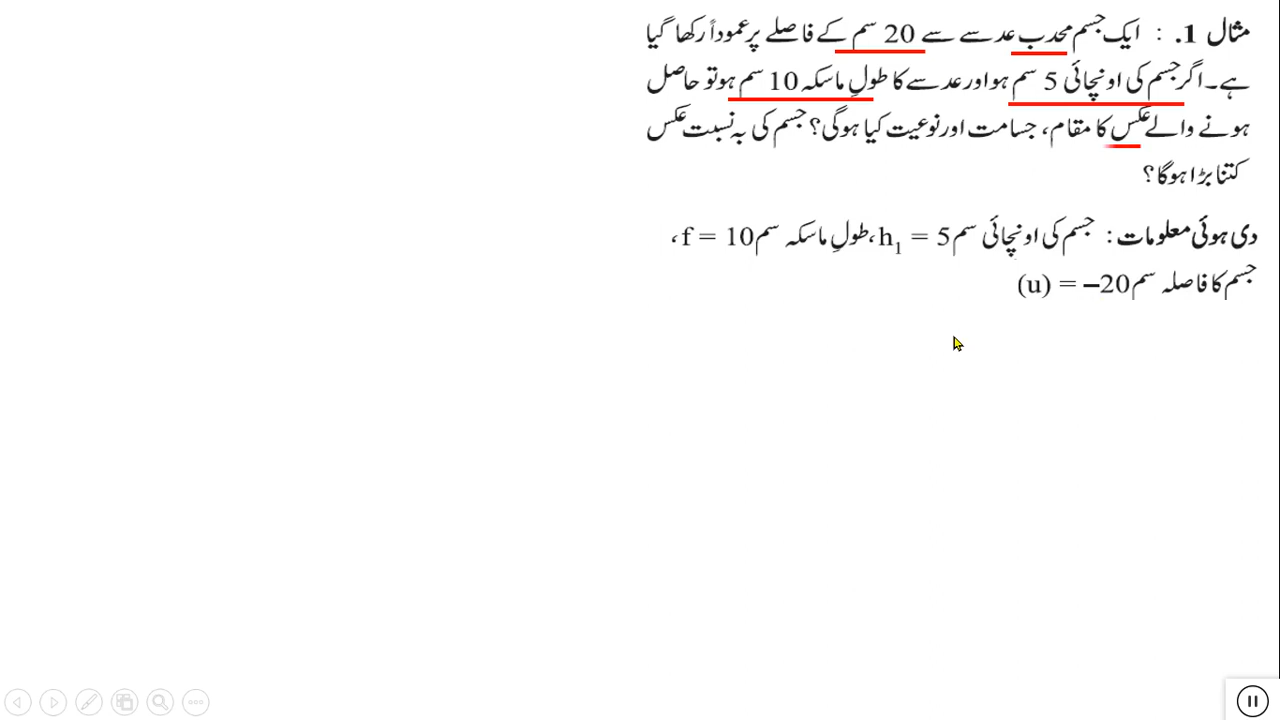 مثال 1. : ایک جسم محدب عدسے سے 20 سم کے فاصلے پر عموداً رکھا گیا
ہے۔ اگر جسم کی اونچائی 5 سم ہو اور عدسے کا طولِ ماسکہ 10 سم ہو تو حاصل
ہونے والے عکس کا مقام، جسامت اور نوعیت کیا ہوگی؟ جسم کی بہ نسبت عکس
کتنا بڑا ہوگا؟
دی ہوئی معلومات : جسم کی اونچائی سم h₁ = 5، طولِ ماسکہ سم f = 10،
جسم کا فاصلہ سم (u) = –20